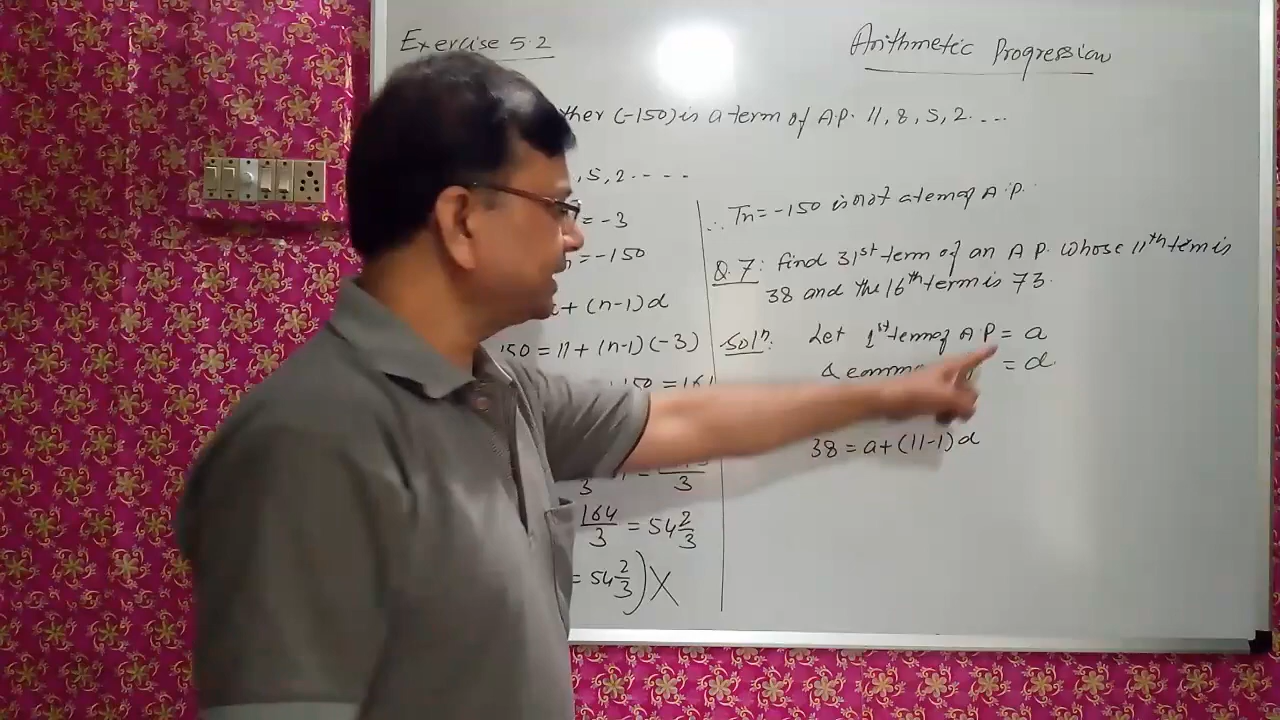 Exercise 5.2
Arithmetic Progression
ther (-150) is a term of A.P. 11, 8, 5, 2....
, 5, 2 - - - -
= -3
= -150
+ (n-1)d
150 = 11 + (n-1)(-3)
150 = 161
3
3
164/3 = 54 2/3
= 54 2/3) X
∴ Tn = -150 is not a term of A.P.
Q.7: Find 31st term of an A.P. whose 11th term is
38 and the 16th term is 73.
Soln: Let 1st term of A.P = a
& comm = d.
38 = a + (11-1)d